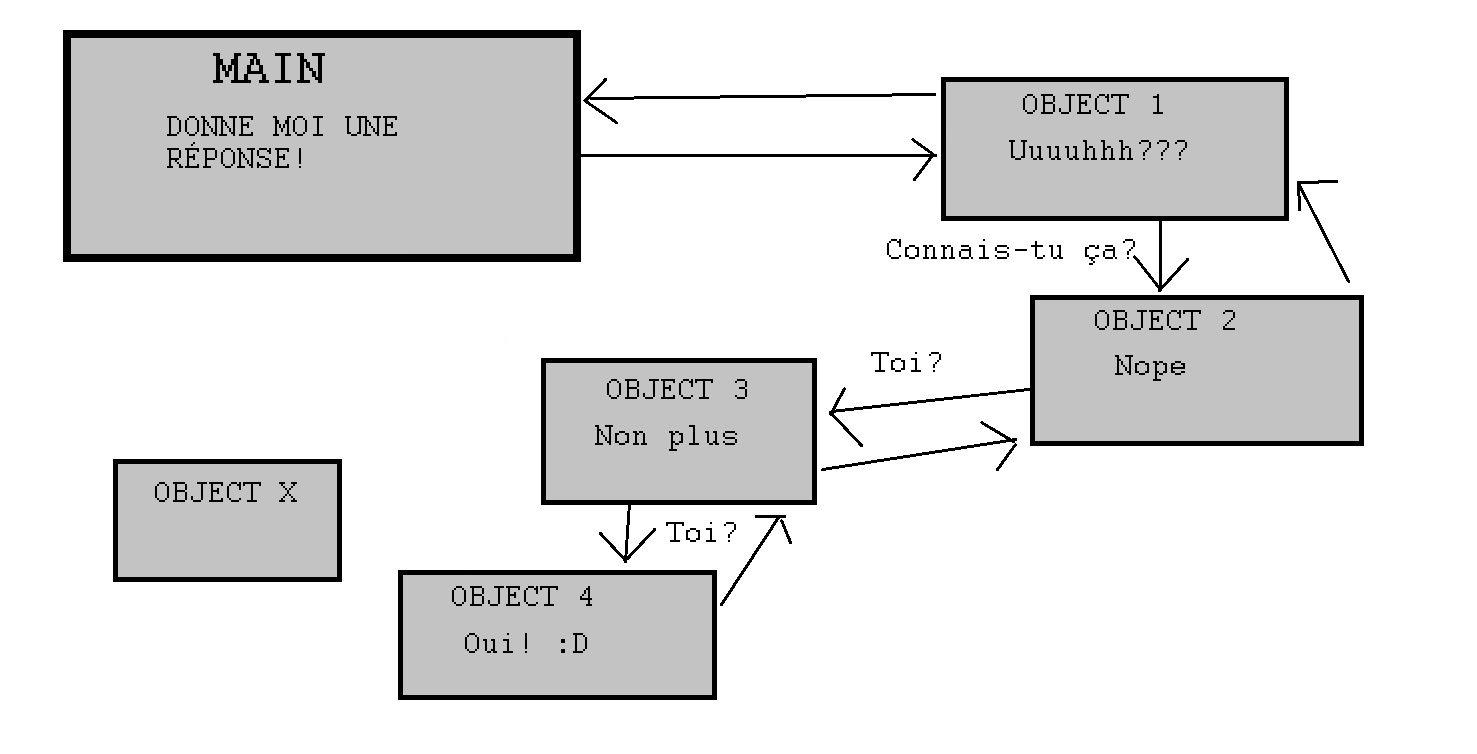 MAIN
DONNE MOI UNE
RÉPONSE!
OBJECT 1
Uuuuhhh???
Connais-tu ça?
OBJECT 2
Nope
Toi?
OBJECT 3
Non plus
Toi?
OBJECT 4
Oui! :D
OBJECT X